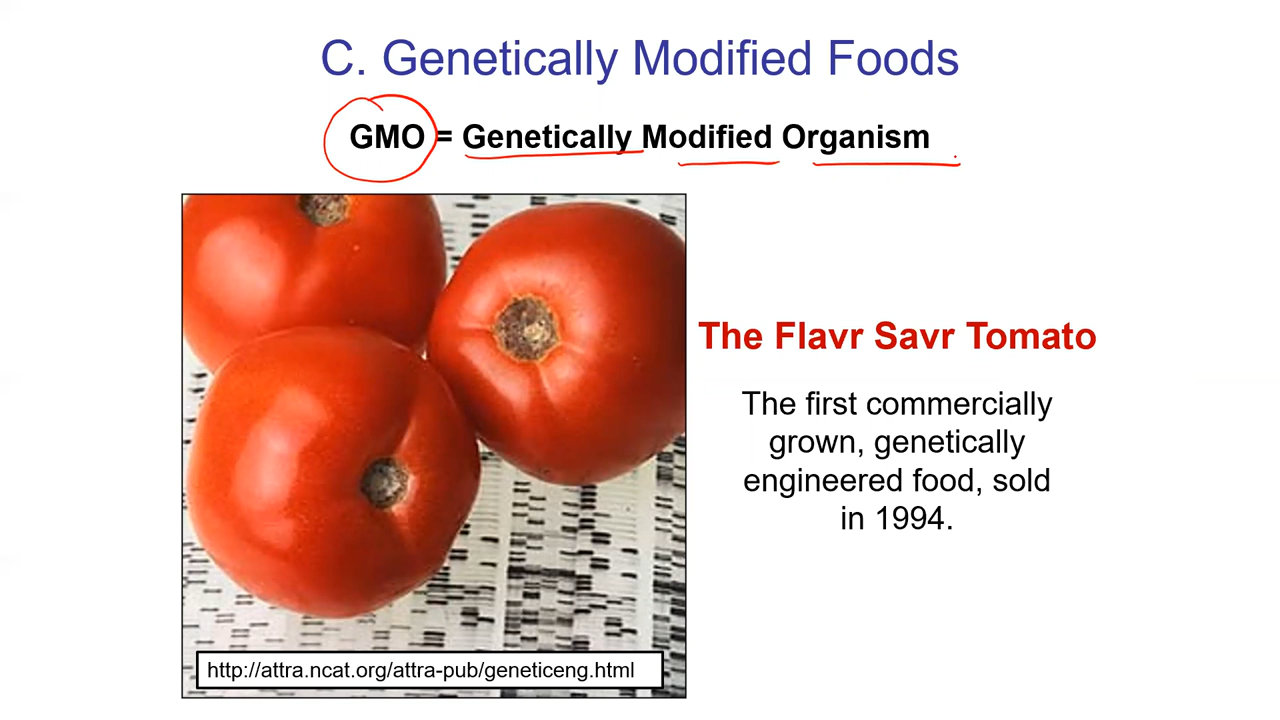 C. Genetically Modified Foods
GMO = Genetically Modified Organism
The Flavr Savr Tomato
The first commercially
grown, genetically
engineered food, sold
in 1994.
http://attra.ncat.org/attra-pub/geneticeng.html